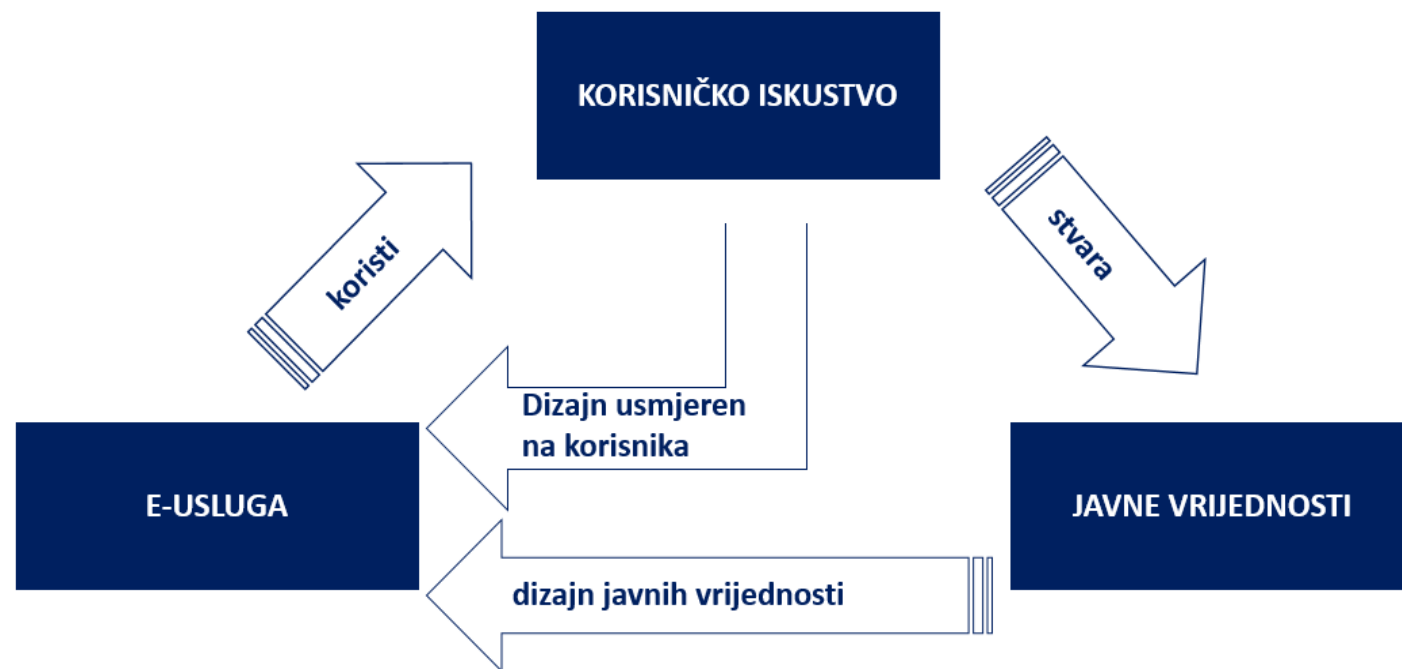 KORISNIČKO ISKUSTVO
koristi
stvara
Dizajn usmjeren
na korisnika
E-USLUGA
JAVNE VRIJEDNOSTI
dizajn javnih vrijednosti